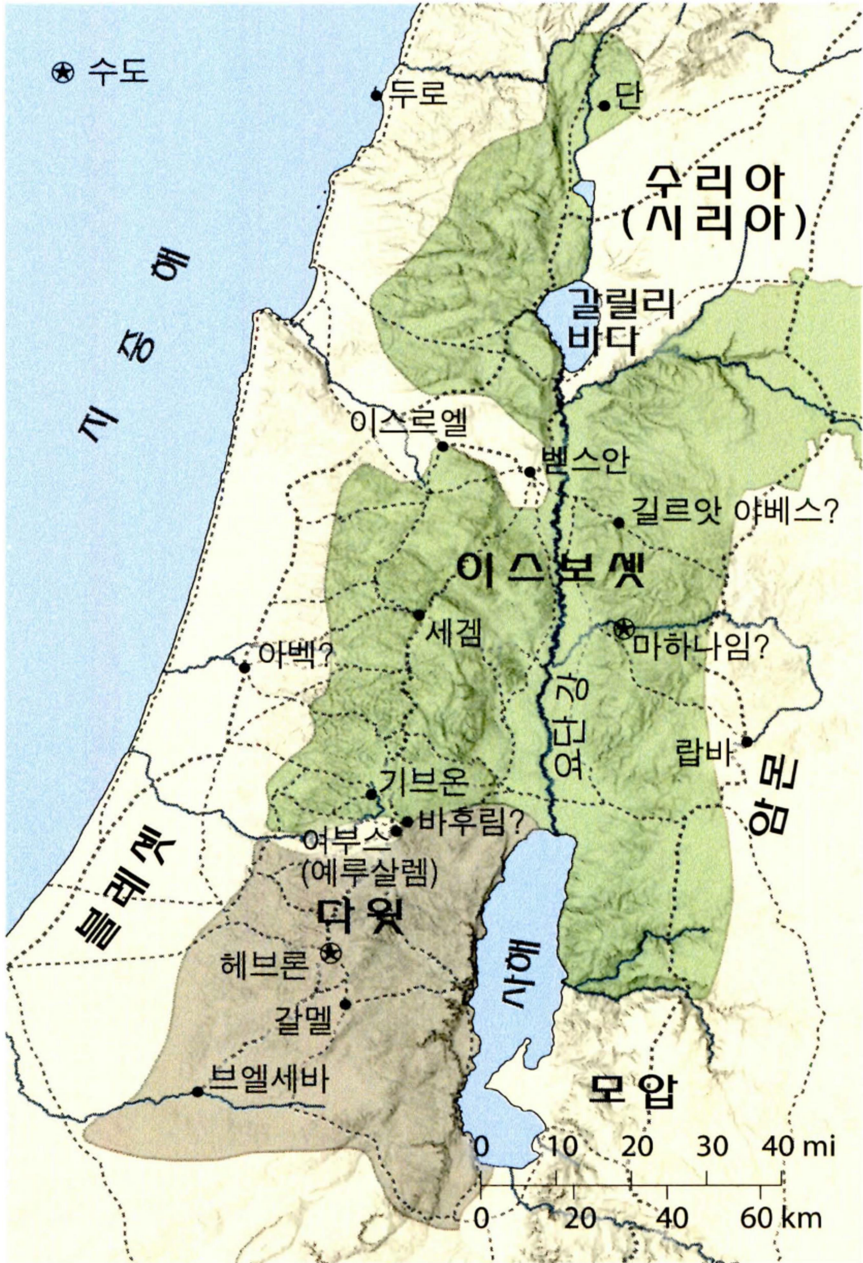 수도
두로
단
수리아
(시리아)
지중해
갈릴리
바다
이스르엘
벧스안
길르앗 야베스?
이스보셋
세겜
마하나임?
아벡?
요단강
랍바
암몬
기브온
바후림?
여부스
(예루살렘)
블레셋
다윗
헤브론
사해
갈멜
브엘세바
모압
0 10 20 30 40 mi
0 20 40 60 km